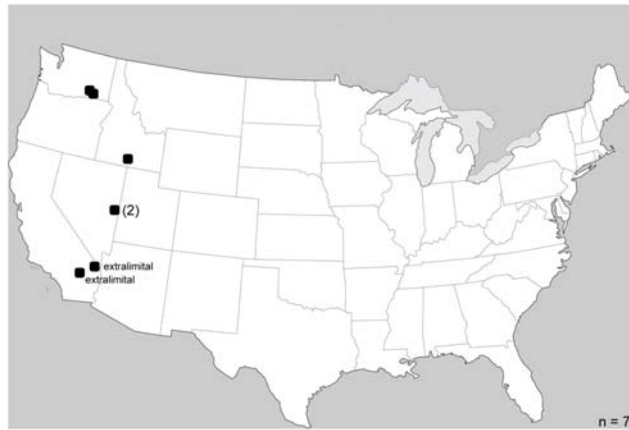 (2)
extralimital
extralimital
n = 7